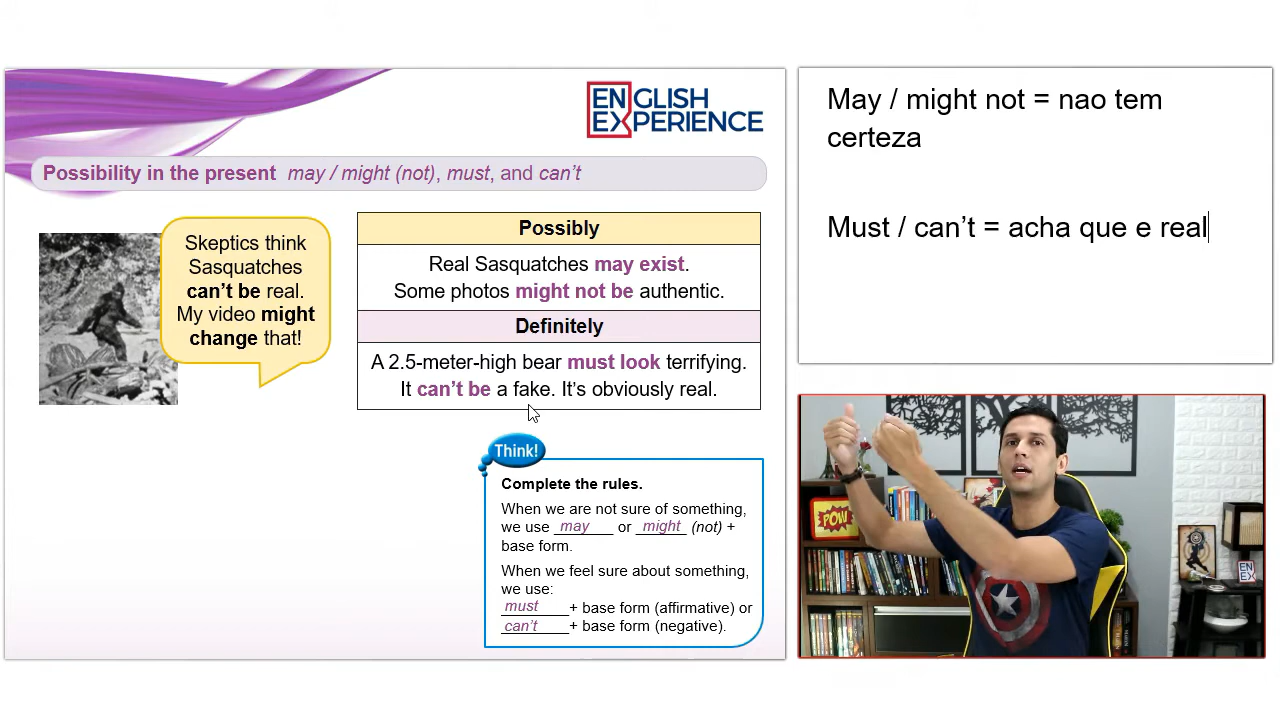 ENGLISH
EXPERIENCE
Possibility in the present may / might (not), must, and can't
Skeptics think
Sasquatches
can't be real.
My video might
change that!
Possibly
Real Sasquatches may exist.
Some photos might not be authentic.
Definitely
A 2.5-meter-high bear must look terrifying.
It can't be a fake. It's obviously real.
Think!
Complete the rules.
When we are not sure of something,
we use may or might (not) +
base form.
When we feel sure about something,
we use:
must + base form (affirmative) or
can't + base form (negative).
May / might not = nao tem
certeza
Must / can't = acha que e real
POW
EN
EX